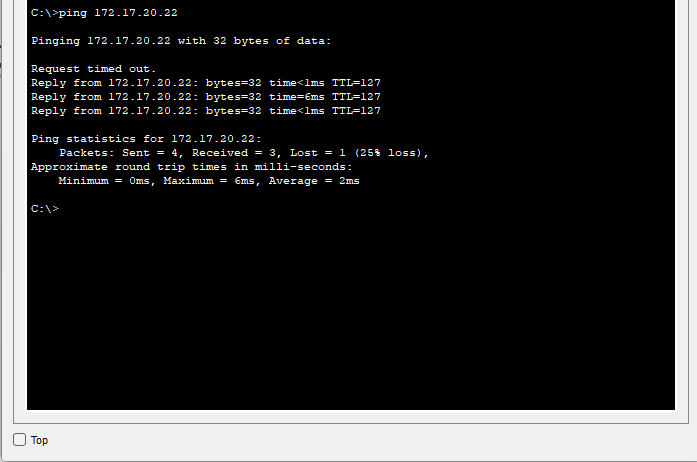 C:\>ping 172.17.20.22
Pinging 172.17.20.22 with 32 bytes of data:
Request timed out.
Reply from 172.17.20.22: bytes=32 time<1ms TTL=127
Reply from 172.17.20.22: bytes=32 time=6ms TTL=127
Reply from 172.17.20.22: bytes=32 time<1ms TTL=127
Ping statistics for 172.17.20.22:
    Packets: Sent = 4, Received = 3, Lost = 1 (25% loss),
Approximate round trip times in milli-seconds:
    Minimum = 0ms, Maximum = 6ms, Average = 2ms
C:\>
Top